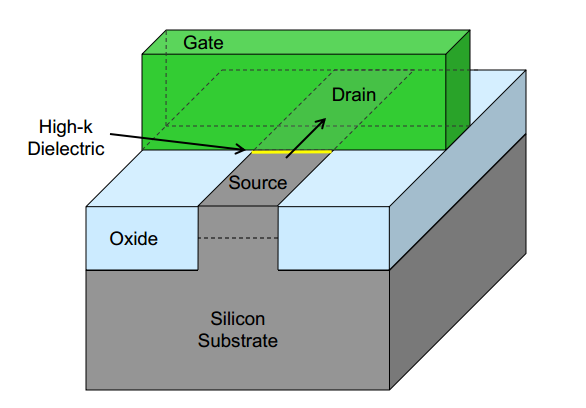 Gate
Drain
High-k
Dielectric
Source
Oxide
Silicon
Substrate